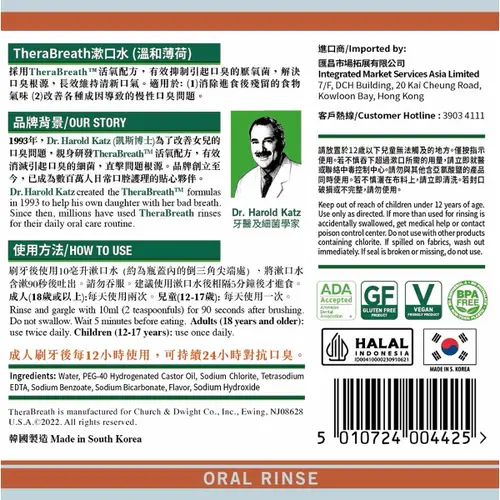 TheraBreath漱口水 (溫和薄荷)
採用TheraBreath™活氧配方，有效抑制引起口臭的厭氧菌，解決
口臭根源，長效維持清新口氣。適用於：(1)消除進食後殘留的食物
氣味 (2)改善各種成因導致的慢性口臭問題。
品牌背景/OUR STORY
1993年，Dr. Harold Katz (凱斯博士)為了改善女兒的
口臭問題，親身研發TheraBreath™活氧配方，有效
消滅引起口臭的細菌，直擊問題根源。品牌創立至
今，已成為數百萬人日常口腔護理的貼心夥伴。
Dr. Harold Katz created the TheraBreath™ formulas
in 1993 to help his own daughter with her bad breath.
Since then, millions have used TheraBreath rinses
for their daily oral care routine.
Dr. Harold Katz
牙醫及細菌學家
使用方法/HOW TO USE
刷牙後使用10毫升漱口水 (約為瓶蓋內的倒三角尖端處)，將漱口水
含漱90秒後吐出。請勿吞服。建議使用漱口水後相隔5分鐘後才進食。
成人(18歲或以上):每天使用兩次。兒童(12-17歲):每天使用一次。
Rinse and gargle with 10ml (2 teaspoons) for 90 seconds after brushing.
Do not swallow. Wait 5 minutes before eating. Adults (18 years and older):
use twice daily. Children (12-17 years): use once daily.
成人刷牙後每12小時使用，可持續24小時對抗口臭。
Ingredients: Water, PEG-40 Hydrogenated Castor Oil, Sodium Chlorite, Tetrasodium
EDTA, Sodium Benzoate, Sodium Bicarbonate, Flavor, Sodium Hydroxide
TheraBreath is manufactured for Church & Dwight Co., Inc., Ewing, NJ08628
U.S.A.©2022. All rights reserved.
韓國製造 Made in South Korea
進口商/Imported by:
匯昌市場拓展有限公司
Integrated Market Services Asia Limited
7/F, DCH Building, 20 Kai Cheung Road,
Kowloon Bay, Hong Kong
客戶熱線/Customer Hotline : 3903 4111
請放置於12歲以下兒童無法觸及的地方。僅按指示
使用。若不慎吞下超過漱口所需的用量，請立即就醫
或聯絡中毒控制中心。請勿與其他含亞氯酸鹽的產品
同時使用。若不慎灑在布料上，請立即清洗。若封口
破損或不完整，請勿使用。
Keep out of reach of children under 12 years of age.
Use only as directed. If more than used for rinsing is
accidentally swallowed, get medical help or contact
poison control center. Do not use with other products
containing chlorite. If spilled on fabrics, wash out
immediately. If seal is broken or missing, do not use.
ADA
Accepted
GF
GLUTEN FREE PRODUCT
V
VEGAN
FRIENDLY
PRODUCT
BPA
FREE
HALAL
INDONESIA
ID00410000230910621
MADE IN S. KOREA
5 010724 004425
ORAL RINSE